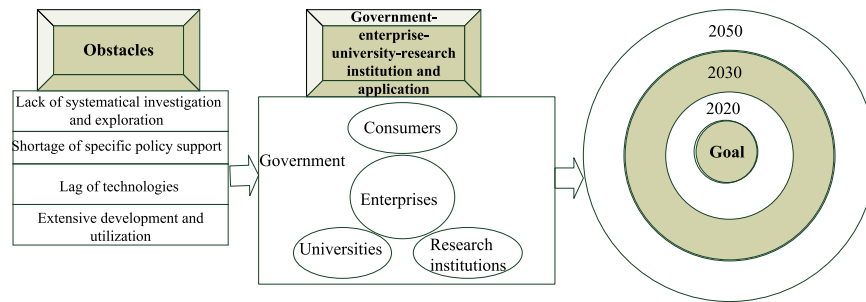 Obstacles
Lack of systematical investigation
and exploration
Shortage of specific policy support
Lag of technologies
Extensive development and
utilization
Government-
enterprise-
university-research
institution and
application
Government
Consumers
Enterprises
Universities
Research
institutions
2050
2030
2020
Goal